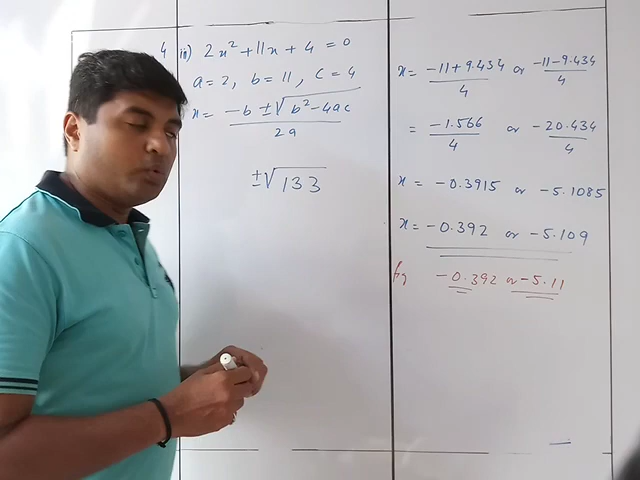 4 ii) 2x² + 11x + 4 = 0
a = 2, b = 11, c = 4
x = (-b ± √(b² - 4ac)) / 2a
± √133
x = (-11 + 9.434) / 4 or (-11 - 9.434) / 4
= -1.566 / 4 or -20.434 / 4
x = -0.3915 or -5.1085
x = -0.392 or -5.109
-0.392 or -5.11